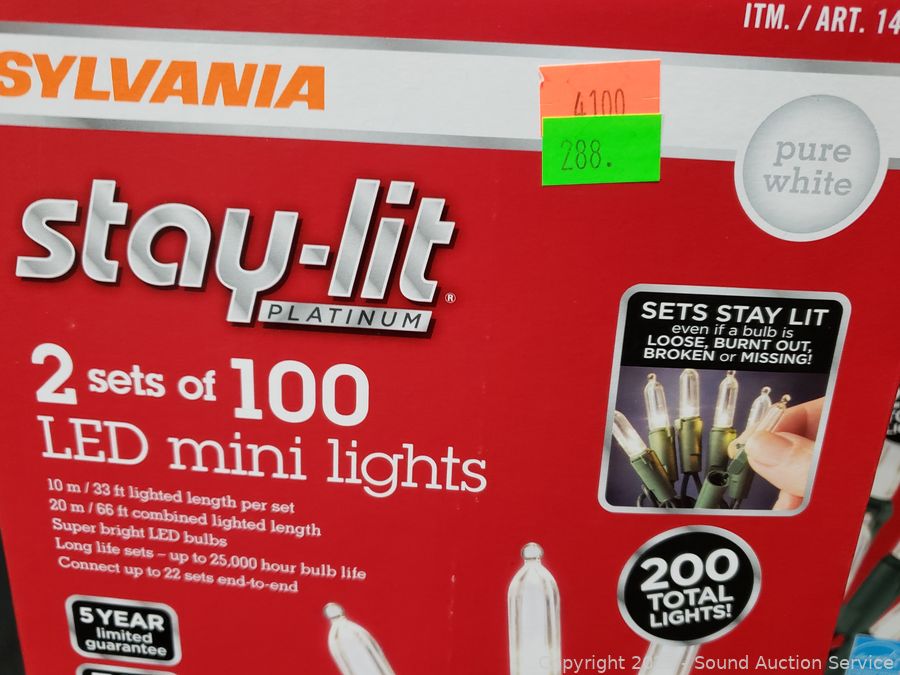 ITM. / ART. 14
SYLVANIA
4100
288.
pure
white
stay-lit®
PLATINUM
SETS STAY LIT
even if a bulb is
LOOSE, BURNT OUT,
BROKEN or MISSING!
2 sets of 100
LED mini lights
10 m / 33 ft lighted length per set
20 m / 66 ft combined lighted length
Super bright LED bulbs
Long life sets – up to 25,000 hour bulb life
Connect up to 22 sets end-to-end
200
TOTAL
LIGHTS!
5 YEAR
limited
guarantee
Copyright - Sound Auction Service